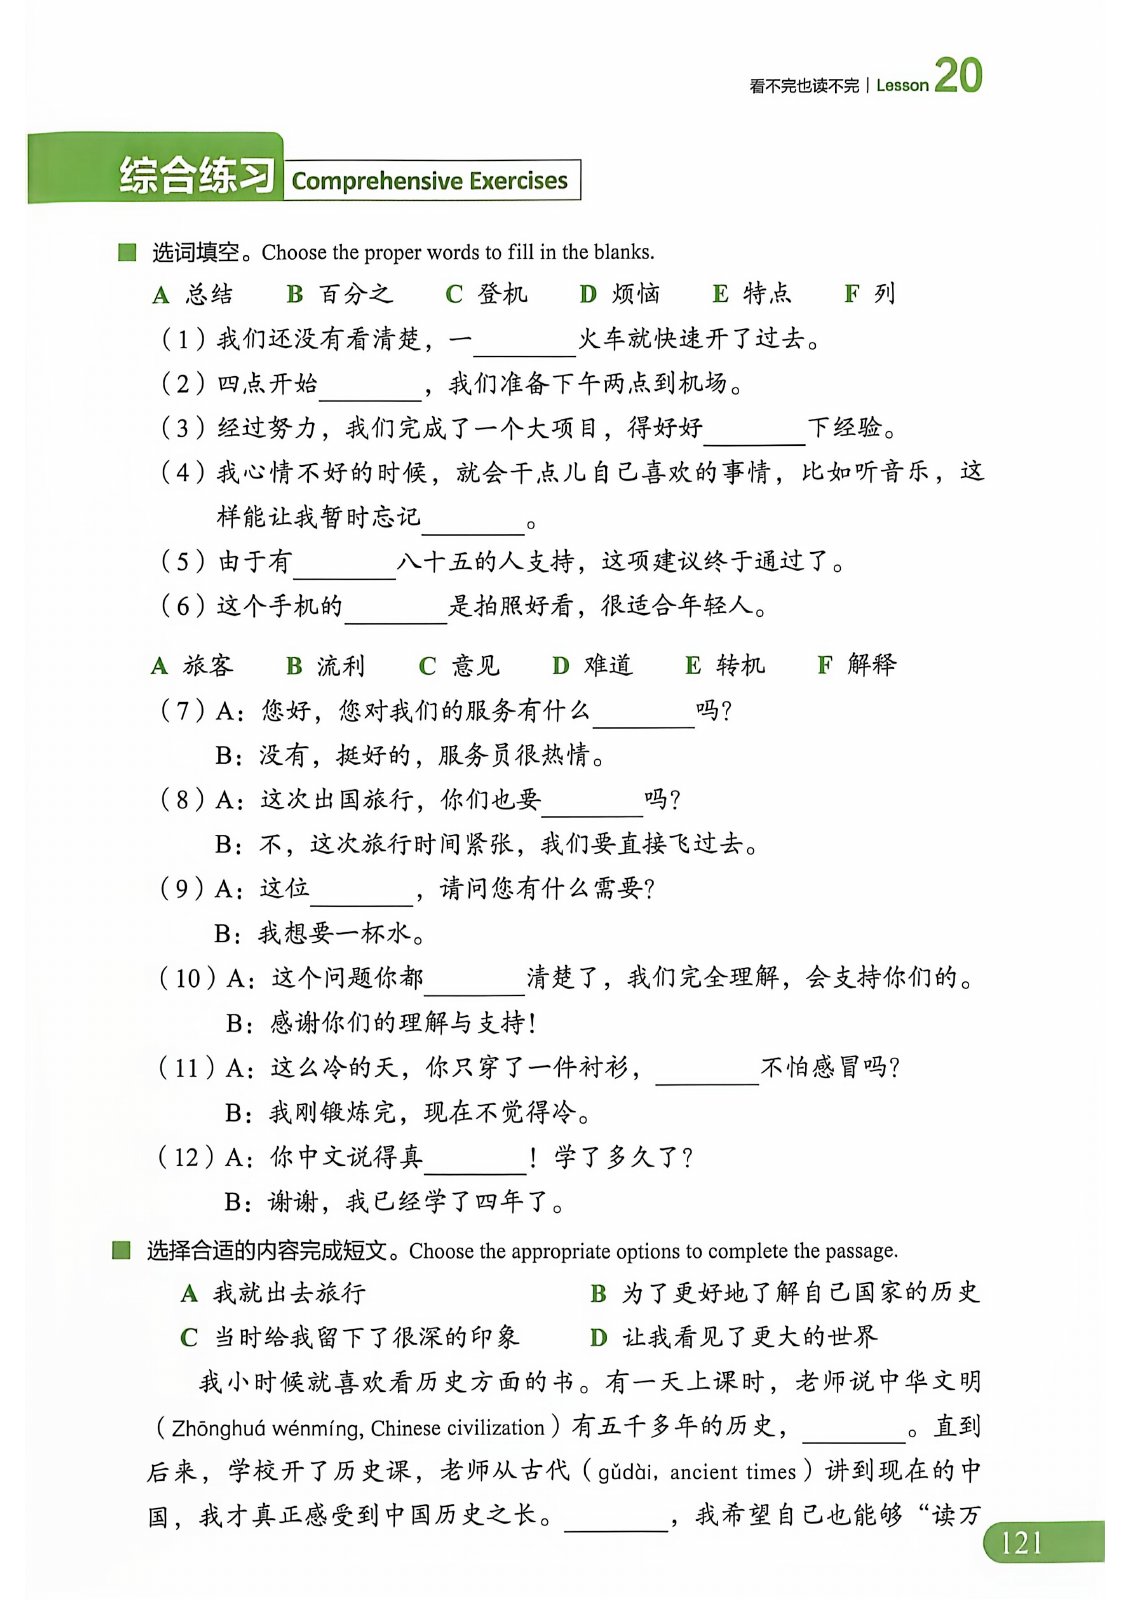 看不完也读不完 | Lesson 20
综合练习 Comprehensive Exercises
选词填空。Choose the proper words to fill in the blanks.
A 总结 B 百分之 C 登机 D 烦恼 E 特点 F 列
（1）我们还没有看清楚，一________火车就快速开了过去。
（2）四点开始________，我们准备下午两点到机场。
（3）经过努力，我们完成了一个大项目，得好好________下经验。
（4）我心情不好的时候，就会干点儿自己喜欢的事情，比如听音乐，这
样能让我暂时忘记________。
（5）由于有________八十五的人支持，这项建议终于通过了。
（6）这个手机的________是拍照好看，很适合年轻人。
A 旅客 B 流利 C 意见 D 难道 E 转机 F 解释
（7）A：您好，您对我们的服务有什么________吗？
B：没有，挺好的，服务员很热情。
（8）A：这次出国旅行，你们也要________吗？
B：不，这次旅行时间紧张，我们要直接飞过去。
（9）A：这位________，请问您有什么需要？
B：我想要一杯水。
（10）A：这个问题你都________清楚了，我们完全理解，会支持你们的。
B：感谢你们的理解与支持！
（11）A：这么冷的天，你只穿了一件衬衫，________不怕感冒吗？
B：我刚锻炼完，现在不觉得冷。
（12）A：你中文说得真________！学了多久了？
B：谢谢，我已经学了四年了。
选择合适的内容完成短文。Choose the appropriate options to complete the passage.
A 我就出去旅行 B 为了更好地了解自己国家的历史
C 当时给我留下了很深的印象 D 让我看见了更大的世界
我小时候就喜欢看历史方面的书。有一天上课时，老师说中华文明
（Zhōnghuá wénmíng, Chinese civilization）有五千多年的历史，________。直到
后来，学校开了历史课，老师从古代（gǔdài, ancient times）讲到现在的中
国，我才真正感受到中国历史之长。________，我希望自己也能够“读万
121